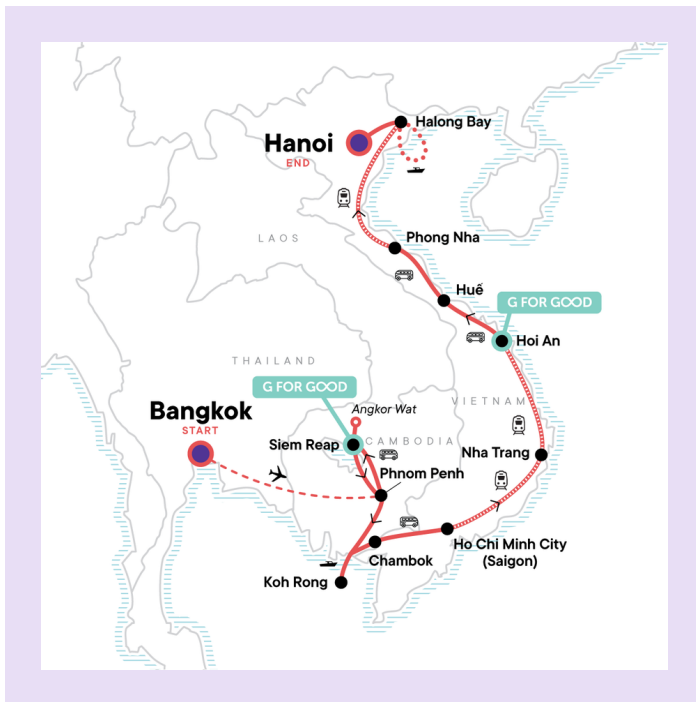 Halong Bay
Hanoi
END
Phong Nha
LAOS
Huế
G FOR GOOD
Hoi An
THAILAND
G FOR GOOD
Angkor Wat
VIETNAM
Bangkok
START
Siem Reap
CAMBODIA
Nha Trang
Phnom Penh
Ho Chi Minh City
(Saigon)
Chambok
Koh Rong